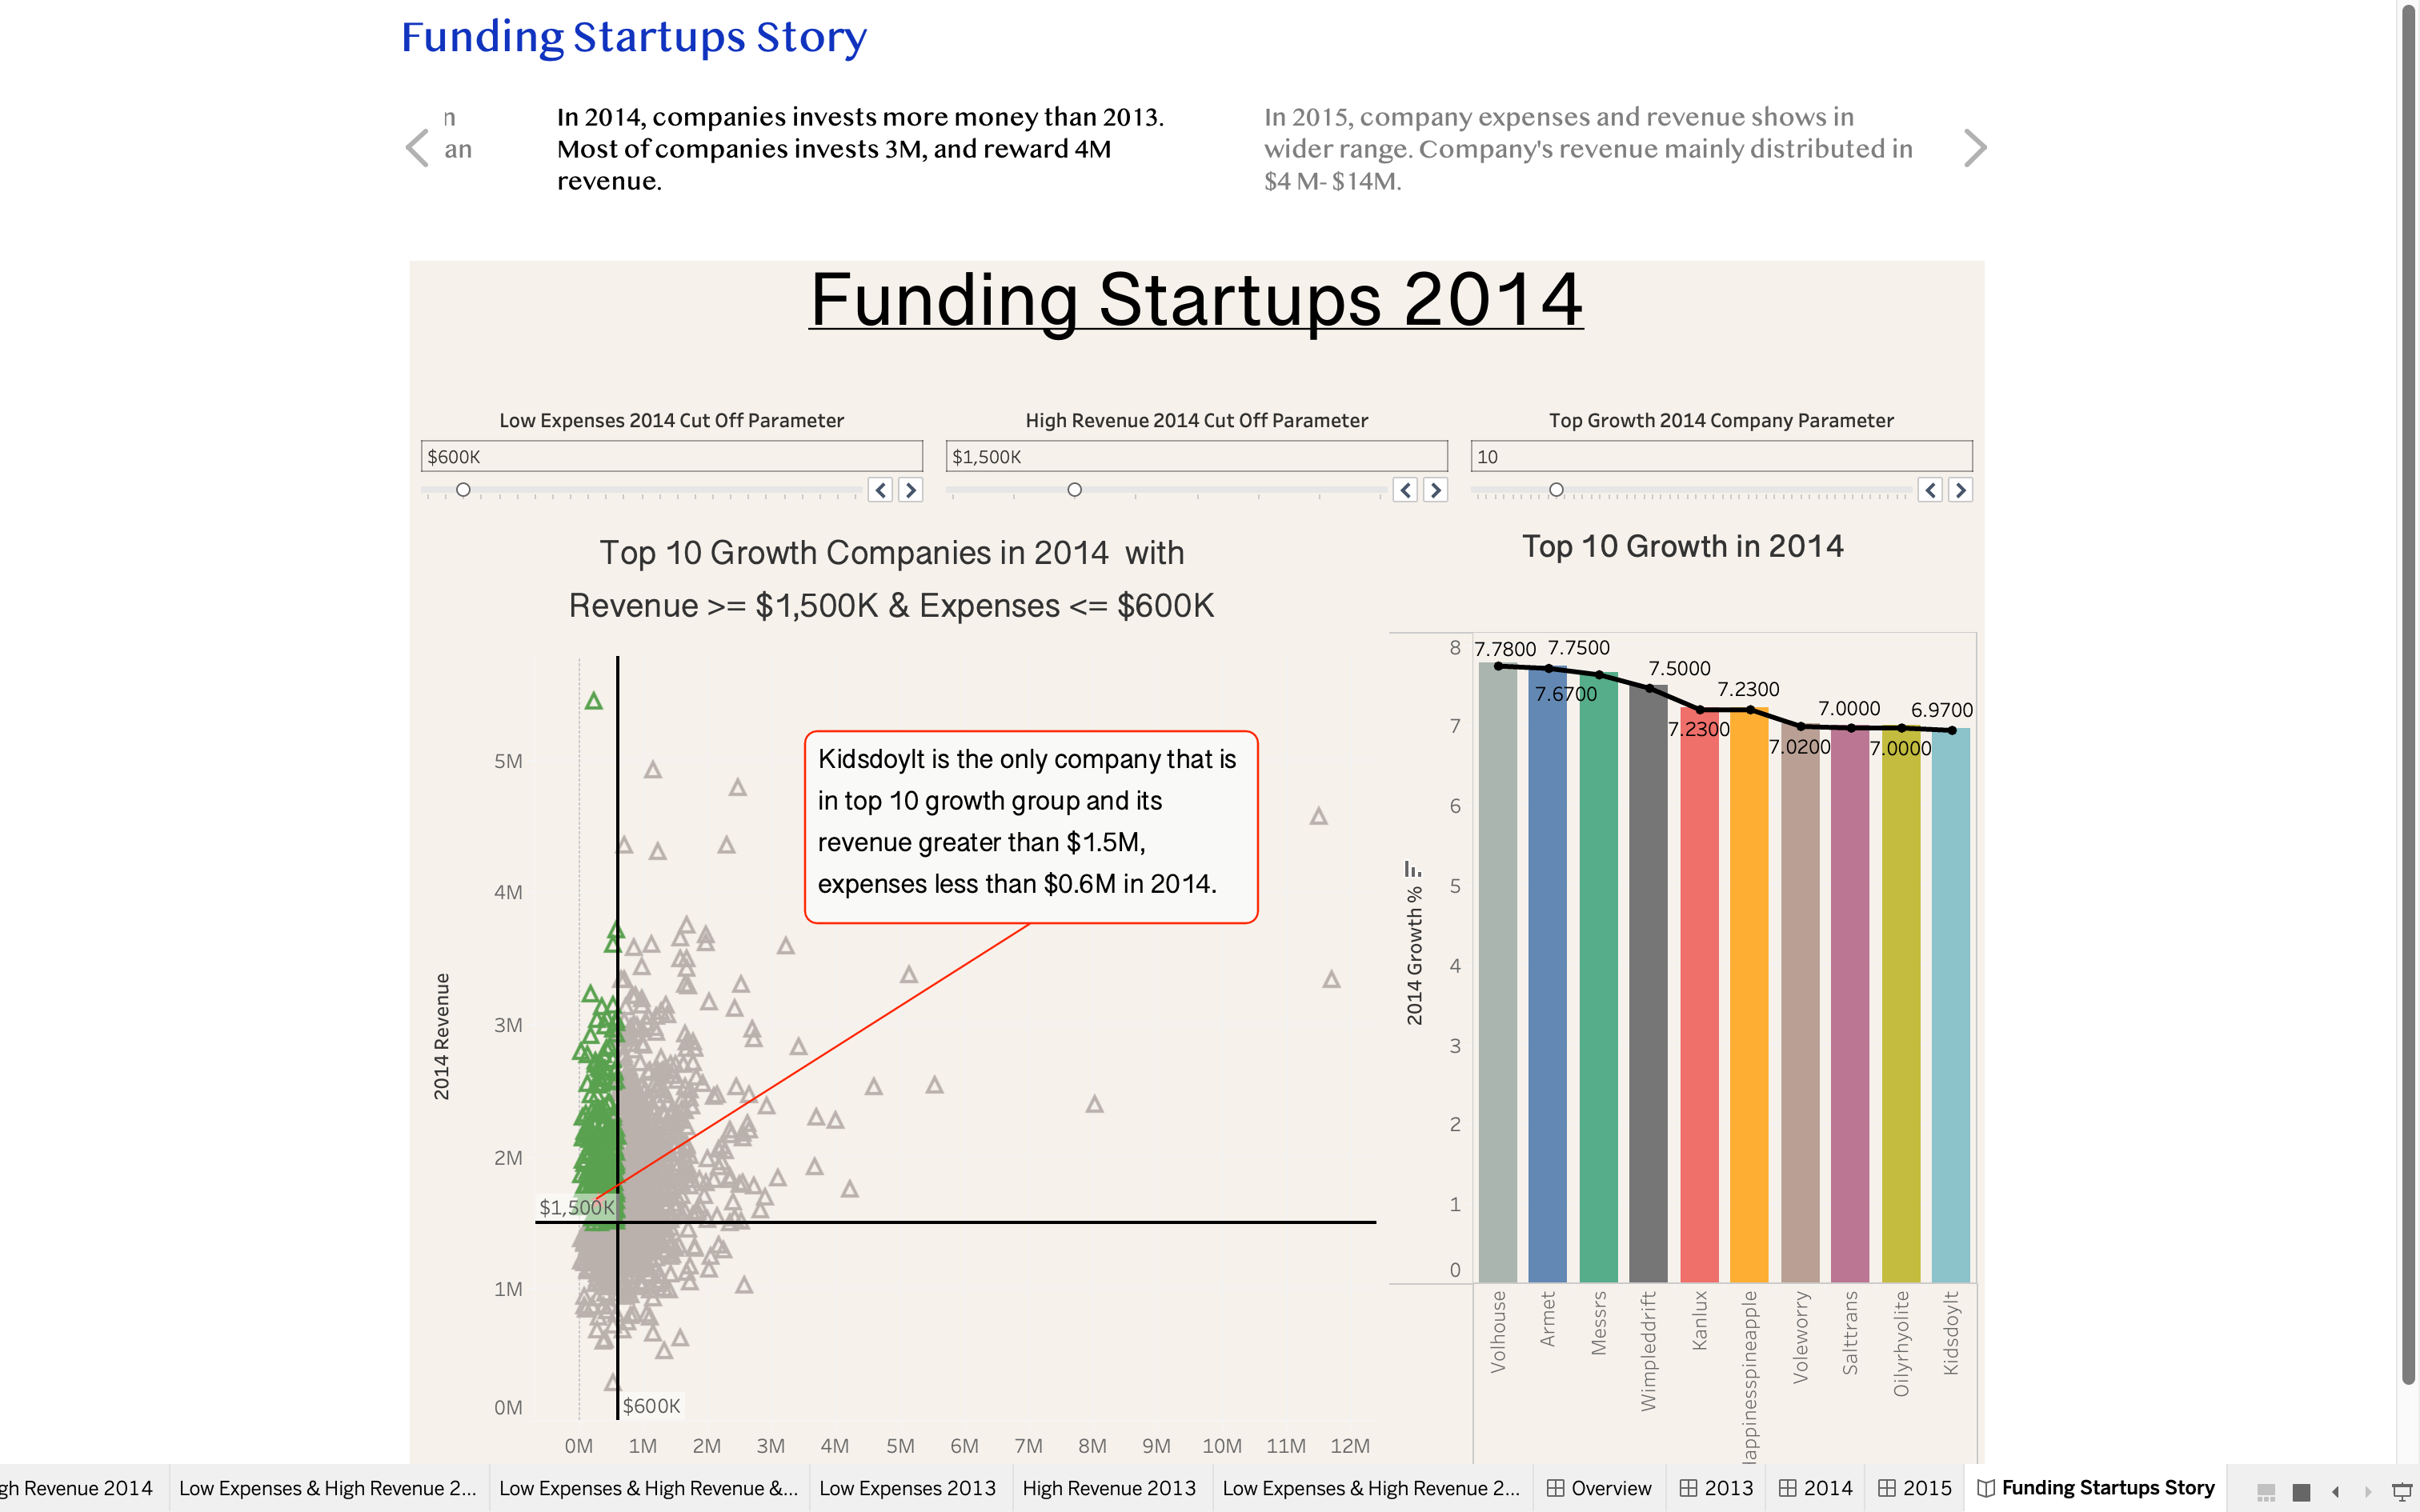 Funding Startups Story
n
an
In 2014, companies invests more money than 2013.
Most of companies invests 3M, and reward 4M
revenue.
In 2015, company expenses and revenue shows in
wider range. Company's revenue mainly distributed in
$4 M- $14M.
Funding Startups 2014
Low Expenses 2014 Cut Off Parameter
$600K
High Revenue 2014 Cut Off Parameter
$1,500K
Top Growth 2014 Company Parameter
10
Top 10 Growth Companies in 2014 with
Revenue >= $1,500K & Expenses <= $600K
2014 Revenue
5M
4M
3M
2M
1M
0M
$1,500K
$600K
0M 1M 2M 3M 4M 5M 6M 7M 8M 9M 10M 11M 12M
Kidsdoylt is the only company that is
in top 10 growth group and its
revenue greater than $1.5M,
expenses less than $0.6M in 2014.
Top 10 Growth in 2014
2014 Growth %
8
7
6
5
4
3
2
1
0
7.7800
7.7500
7.6700
7.5000
7.2300
7.2300
7.0200
7.0000
7.0000
6.9700
Volhouse
Armet
Messrs
Wimpleddrift
Kanlux
lappinesspineapple
Voleworry
Salttrans
Oilyrhyolite
Kidsdoylt
gh Revenue 2014
Low Expenses & High Revenue 2...
Low Expenses & High Revenue &...
Low Expenses 2013
High Revenue 2013
Low Expenses & High Revenue 2...
Overview
2013
2014
2015
Funding Startups Story